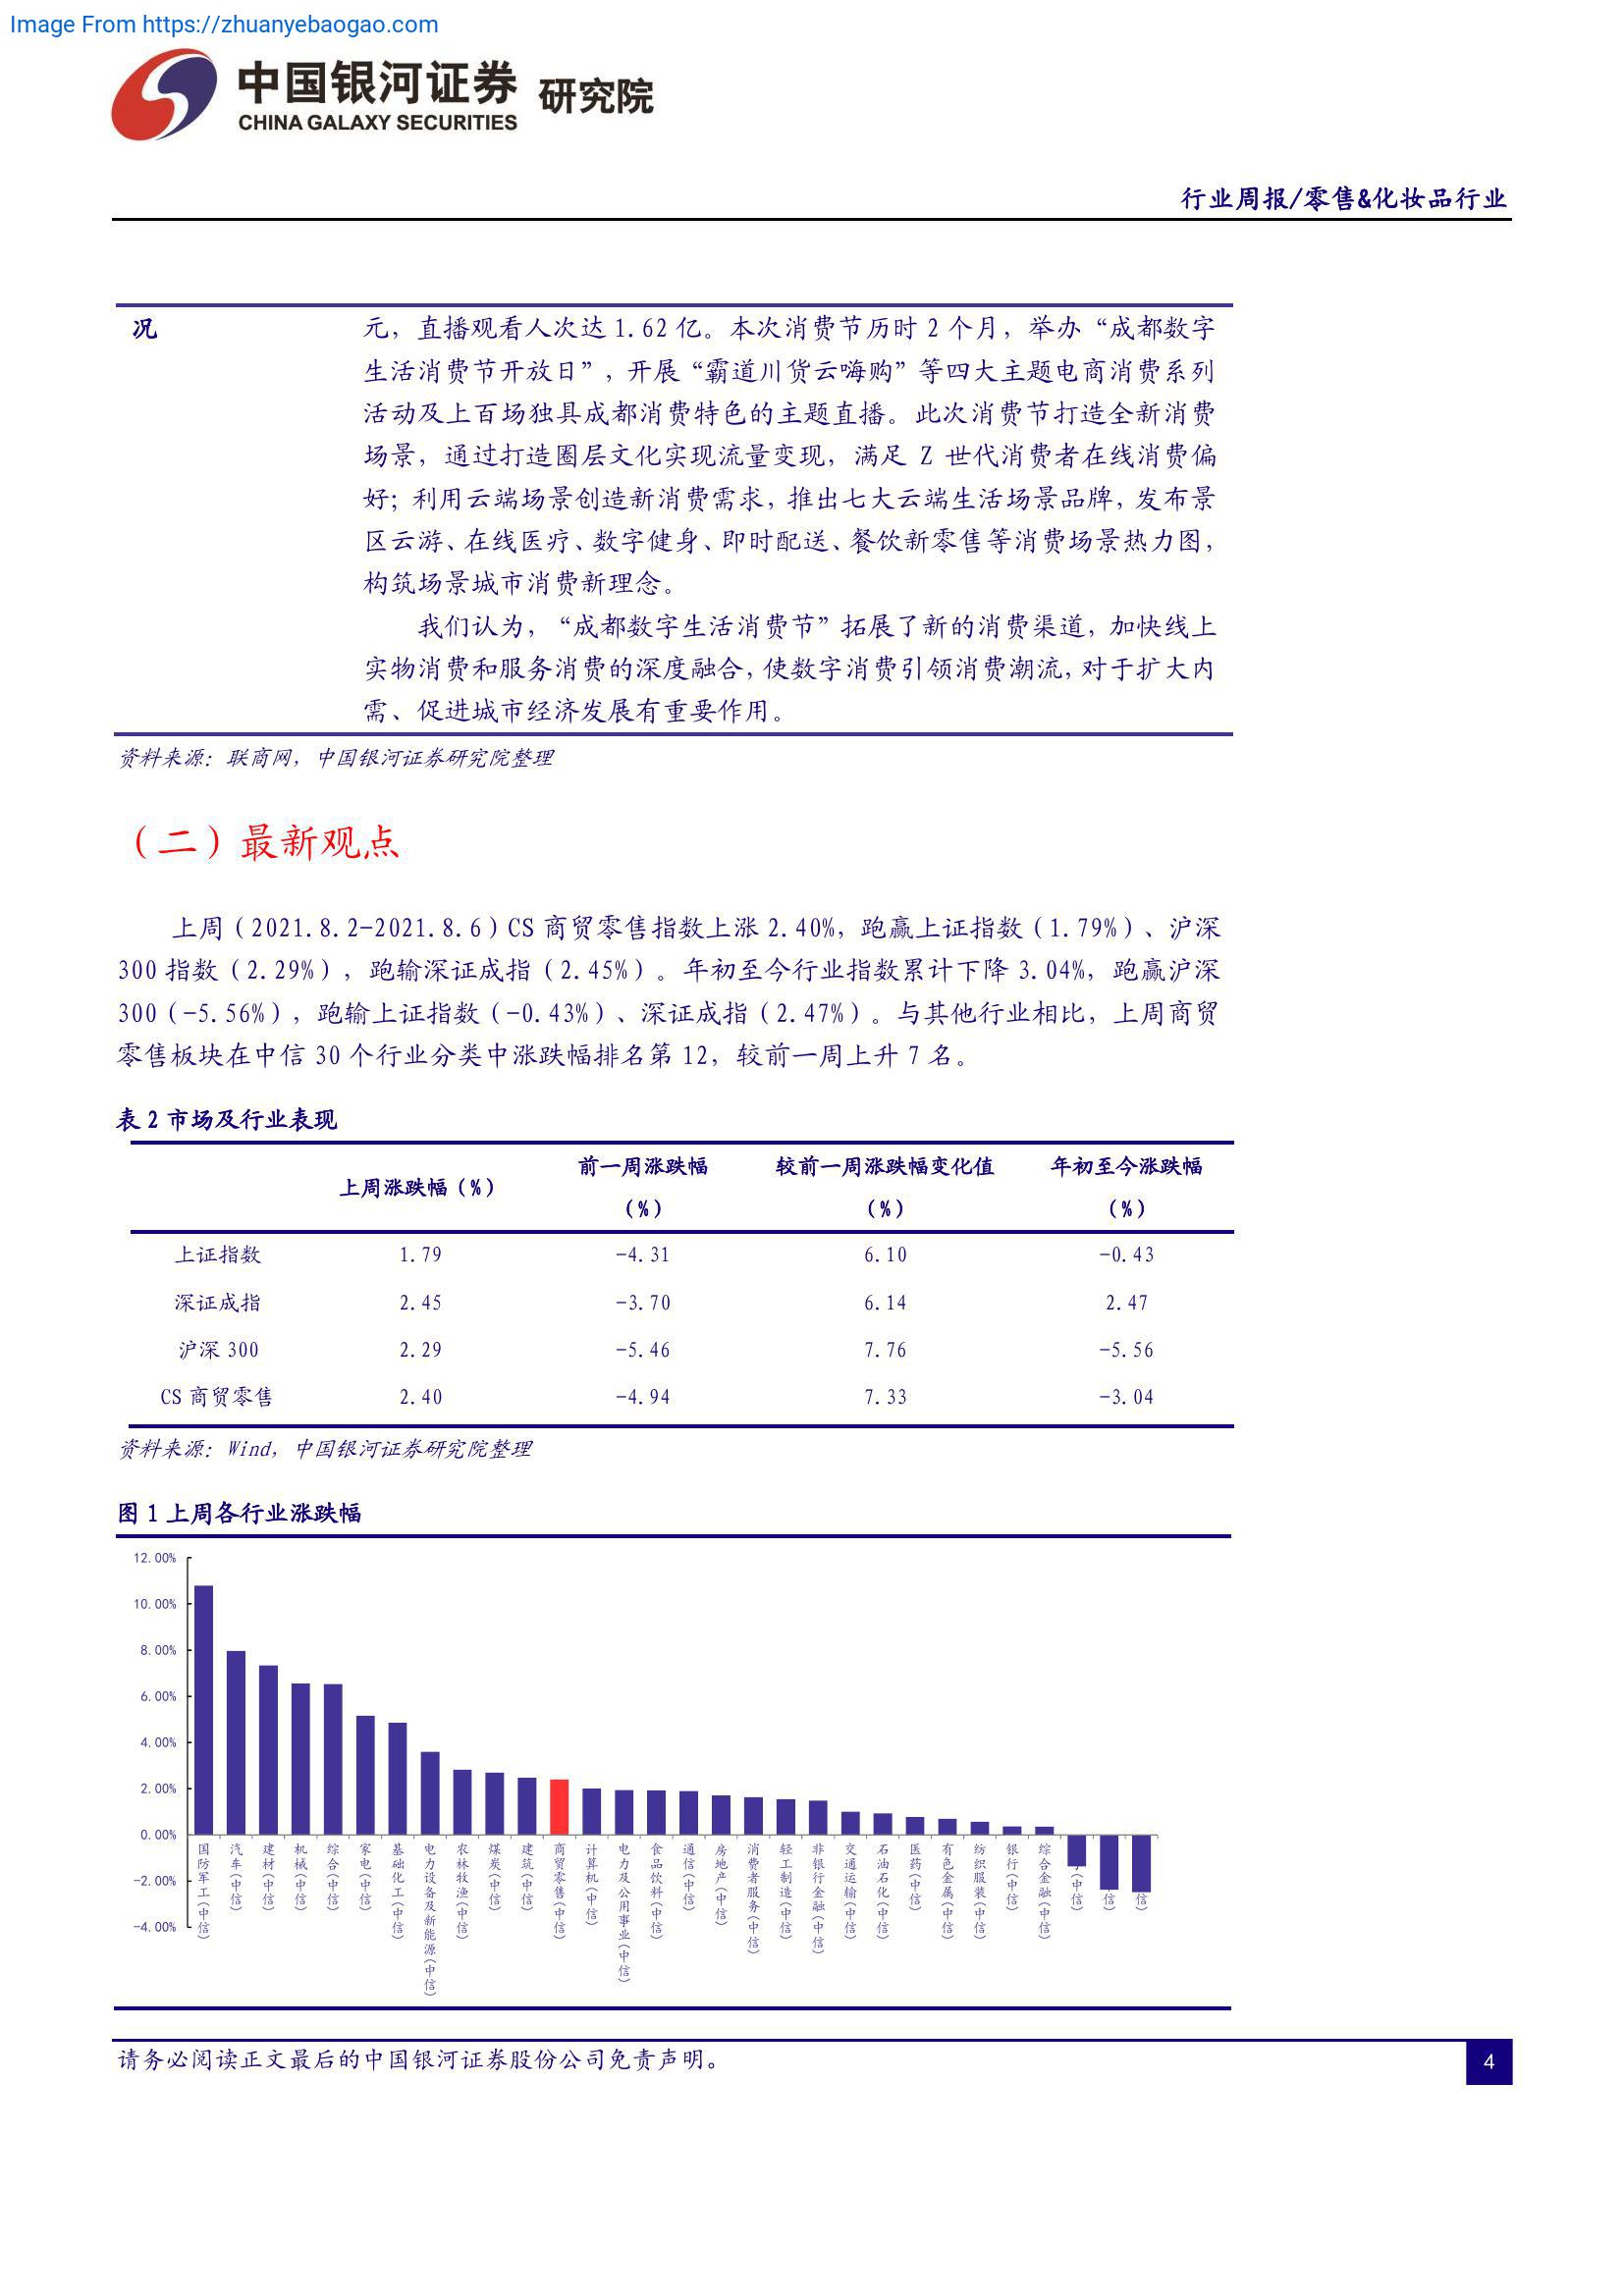 Image From https://zhuanyebaogao.com
中国银河证券 研究院
CHINA GALAXY SECURITIES
行业周报/零售&化妆品行业
况
元，直播观看人次达 1.62 亿。本次消费节历时 2 个月，举办“成都数字
生活消费节开放日”，开展“霸道川货云嗨购”等四大主题电商消费系列
活动及上百场独具成都消费特色的主题直播。此次消费节打造全新消费
场景，通过打造圈层文化实现流量变现，满足 Z 世代消费者在线消费偏
好；利用云端场景创造新消费需求，推出七大云端生活场景品牌，发布景
区云游、在线医疗、数字健身、即时配送、餐饮新零售等消费场景热力图，
构筑场景城市消费新理念。
我们认为，“成都数字生活消费节”拓展了新的消费渠道，加快线上
实物消费和服务消费的深度融合，使数字消费引领消费潮流，对于扩大内
需、促进城市经济发展有重要作用。
资料来源：联商网，中国银河证券研究院整理
（二）最新观点
上周（2021.8.2-2021.8.6）CS 商贸零售指数上涨 2.40%，跑赢上证指数（1.79%）、沪深
300 指数（2.29%），跑输深证成指（2.45%）。年初至今行业指数累计下降 3.04%，跑赢沪深
300（-5.56%），跑输上证指数（-0.43%）、深证成指（2.47%）。与其他行业相比，上周商贸
零售板块在中信 30 个行业分类中涨跌幅排名第 12，较前一周上升 7 名。
表 2 市场及行业表现
上周涨跌幅（%） 前一周涨跌幅（%） 较前一周涨跌幅变化值（%） 年初至今涨跌幅（%）
上证指数 1.79 -4.31 6.10 -0.43
深证成指 2.45 -3.70 6.14 2.47
沪深 300 2.29 -5.46 7.76 -5.56
CS 商贸零售 2.40 -4.94 7.33 -3.04
资料来源：Wind，中国银河证券研究院整理
图 1 上周各行业涨跌幅
12.00%
10.00%
8.00%
6.00%
4.00%
2.00%
0.00%
-2.00%
-4.00%
国防军工(中信)
汽车(中信)
建材(中信)
机械(中信)
综合(中信)
家电(中信)
基础化工(中信)
电力设备及新能源(中信)
农林牧渔(中信)
煤炭(中信)
建筑(中信)
商贸零售(中信)
计算机(中信)
电力及公用事业(中信)
食品饮料(中信)
通信(中信)
房地产(中信)
消费者服务(中信)
轻工制造(中信)
非银行金融(中信)
交通运输(中信)
石油石化(中信)
医药(中信)
有色金属(中信)
纺织服装(中信)
银行(中信)
综合金融(中信)
(中信)
信)
信)
请务必阅读正文最后的中国银河证券股份公司免责声明。
4